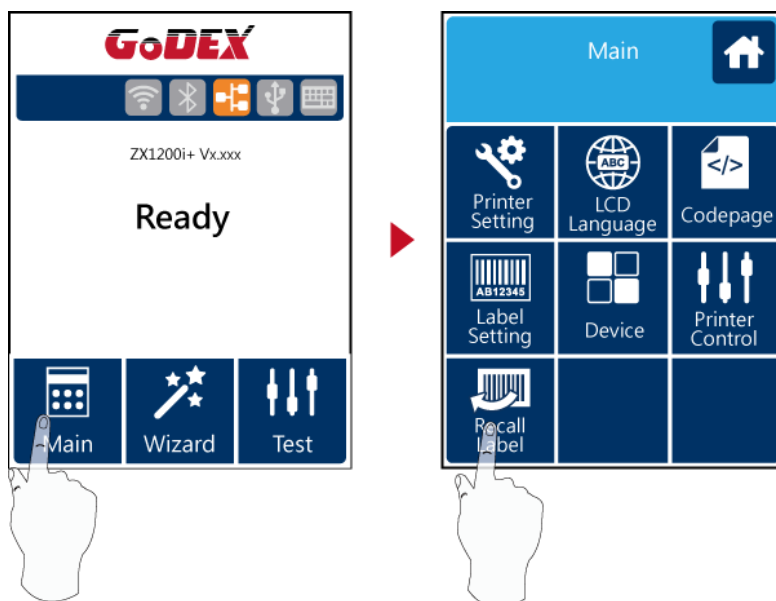 GoDEX
ZX1200i+ Vx.xxx
Ready
Main
Wizard
Test
Main
Printer
Setting
ABC
LCD
Language
</>
Codepage
AB12345
Label
Setting
Device
Printer
Control
Recall
Label